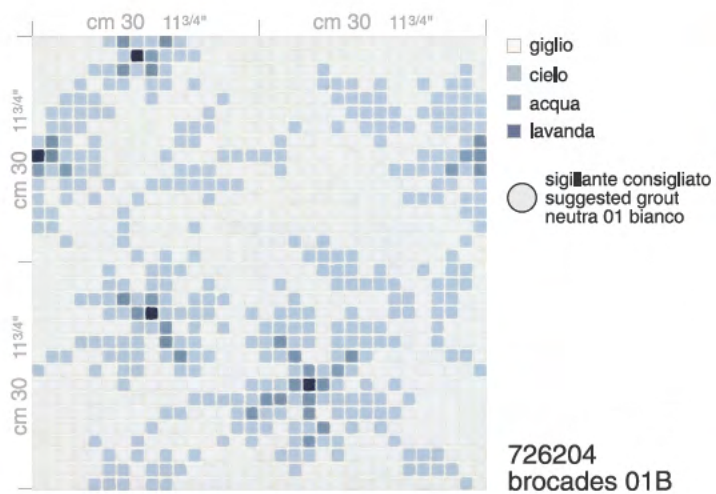 cm 30 11 3/4" cm 30 11 3/4"
cm 30 11 3/4"
cm 30 11 3/4"
giglio
cielo
acqua
lavanda
sigillante consigliato
suggested grout
neutra 01 bianco
726204
brocades 01B